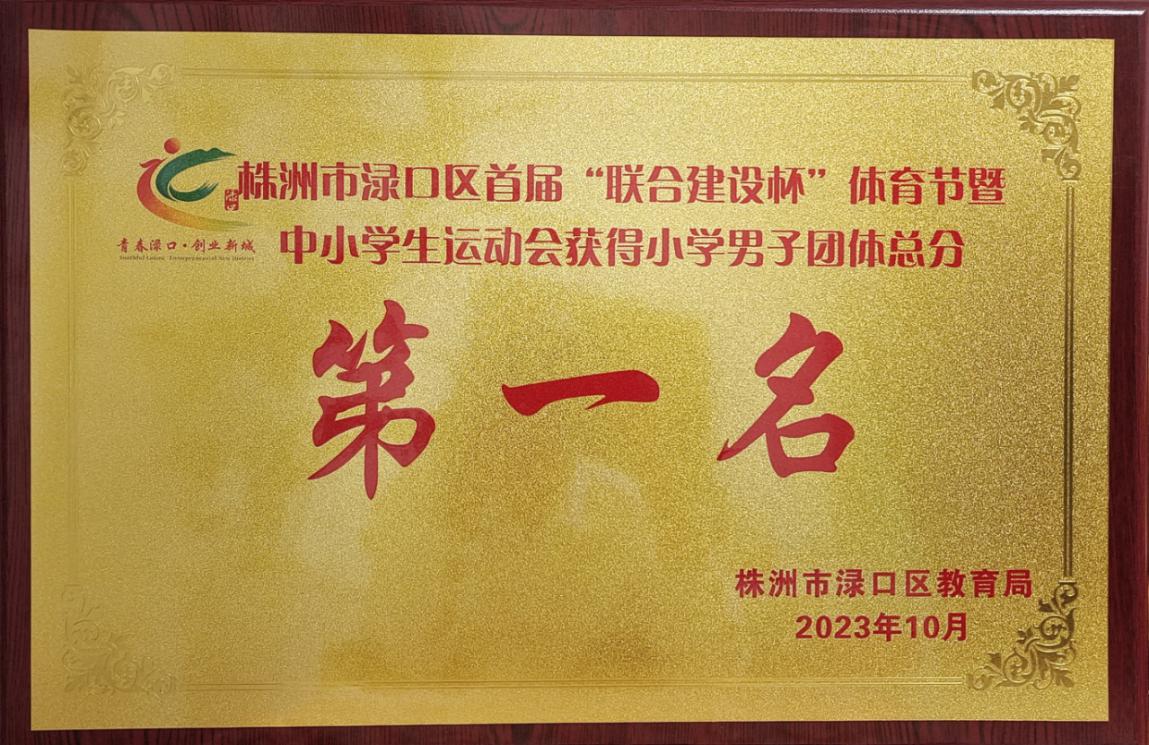 株洲市渌口区首届“联合建设杯”体育节暨
渌口
青春渌口·创业新城
中小学生运动会获得小学男子团体总分
第一名
株洲市渌口区教育局
2023年10月